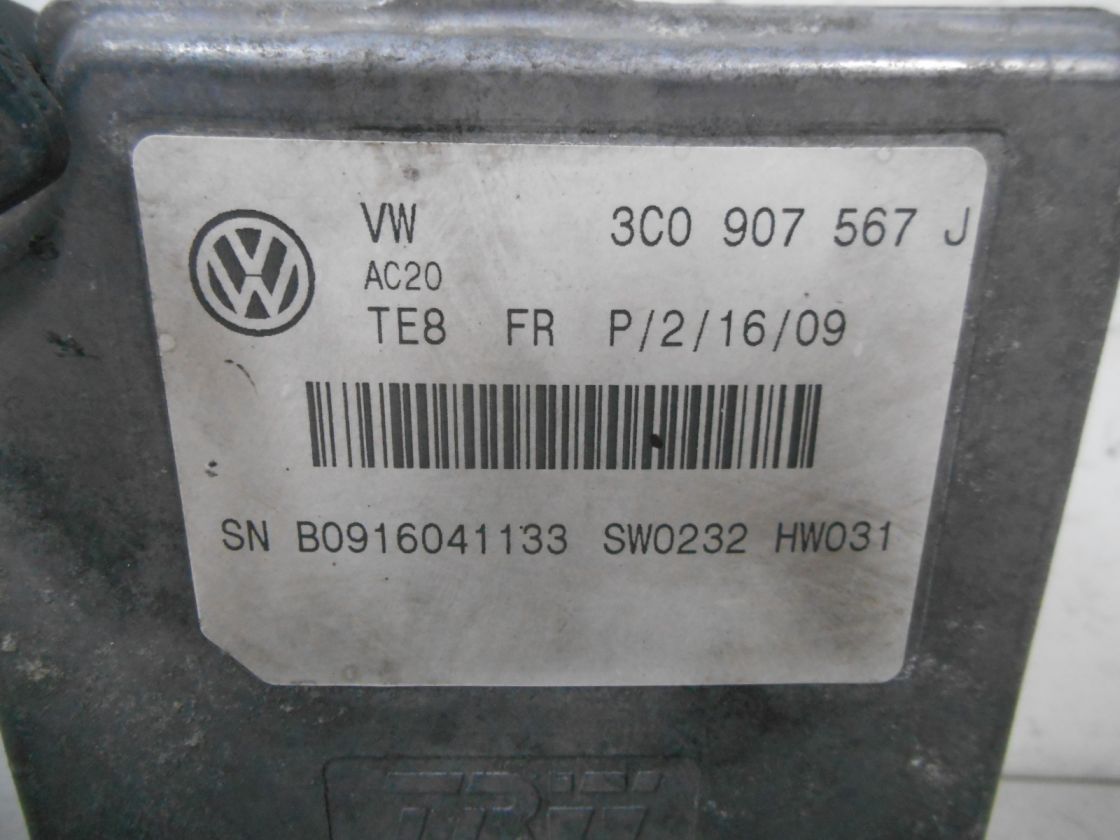 VW 3C0 907 567 J
AC20
TE8 FR P/2/16/09
SN B0916041133 SW0232 HW031
TRW